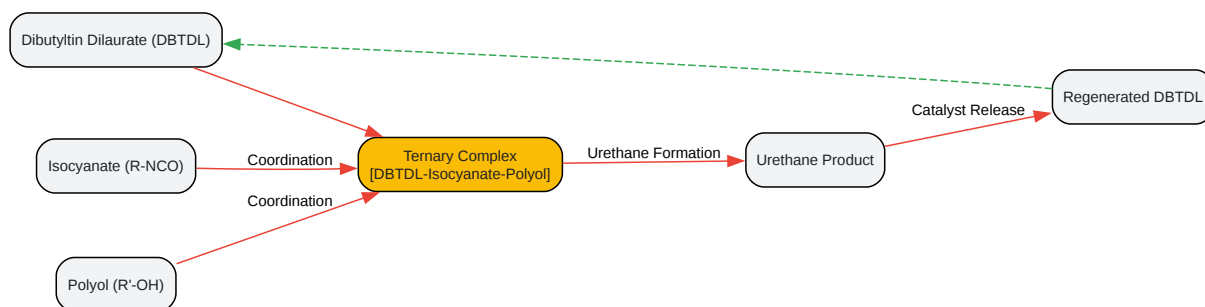 Dibutyltin Dilaurate (DBTDL)
Regenerated DBTDL
Catalyst Release
Isocyanate (R-NCO)
Coordination
Ternary Complex
[DBTDL-Isocyanate-Polyol]
Urethane Formation
Urethane Product
Coordination
Polyol (R'-OH)